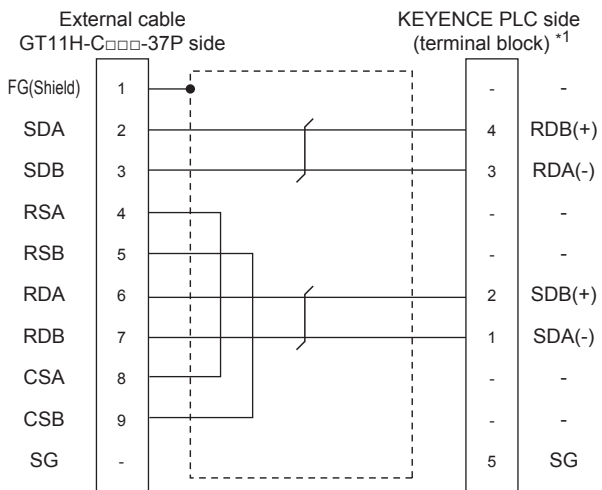 External cable
GT11H-C□□□-37P side
KEYENCE PLC side
(terminal block) *1
FG(Shield) 1 - -
SDA 2 4 RDB(+)
SDB 3 3 RDA(-)
RSA 4 - -
RSB 5 - -
RDA 6 2 SDB(+)
RDB 7 1 SDA(-)
CSA 8 - -
CSB 9 - -
SG - 5 SG